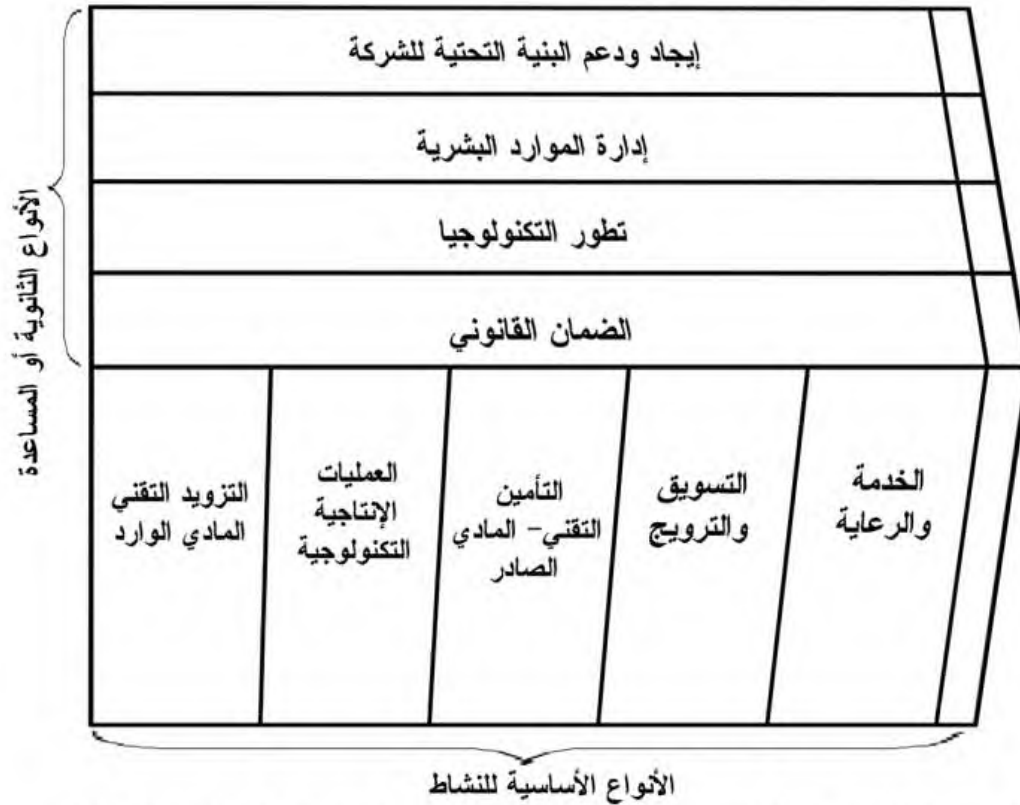 إيجاد ودعم البنية التحتية للشركة
إدارة الموارد البشرية
تطور التكنولوجيا
الضمان القانوني
الأنواع الثانوية أو المساعدة
الخدمة
والرعاية
التسويق
والترويج
التأمين
التقني- المادي
الصادر
العمليات
الإنتاجية
التكنولوجية
التزويد التقني
المادي الوارد
الأنواع الأساسية للنشاط